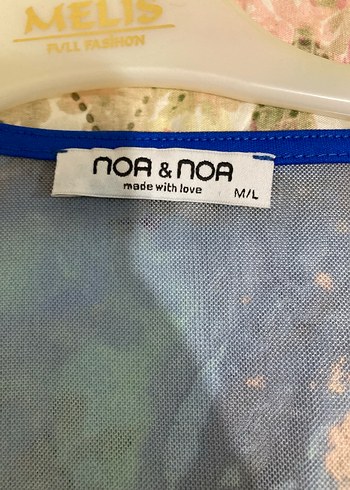 MELIS
FULL FASHION
noa & noa
made with love
M/L